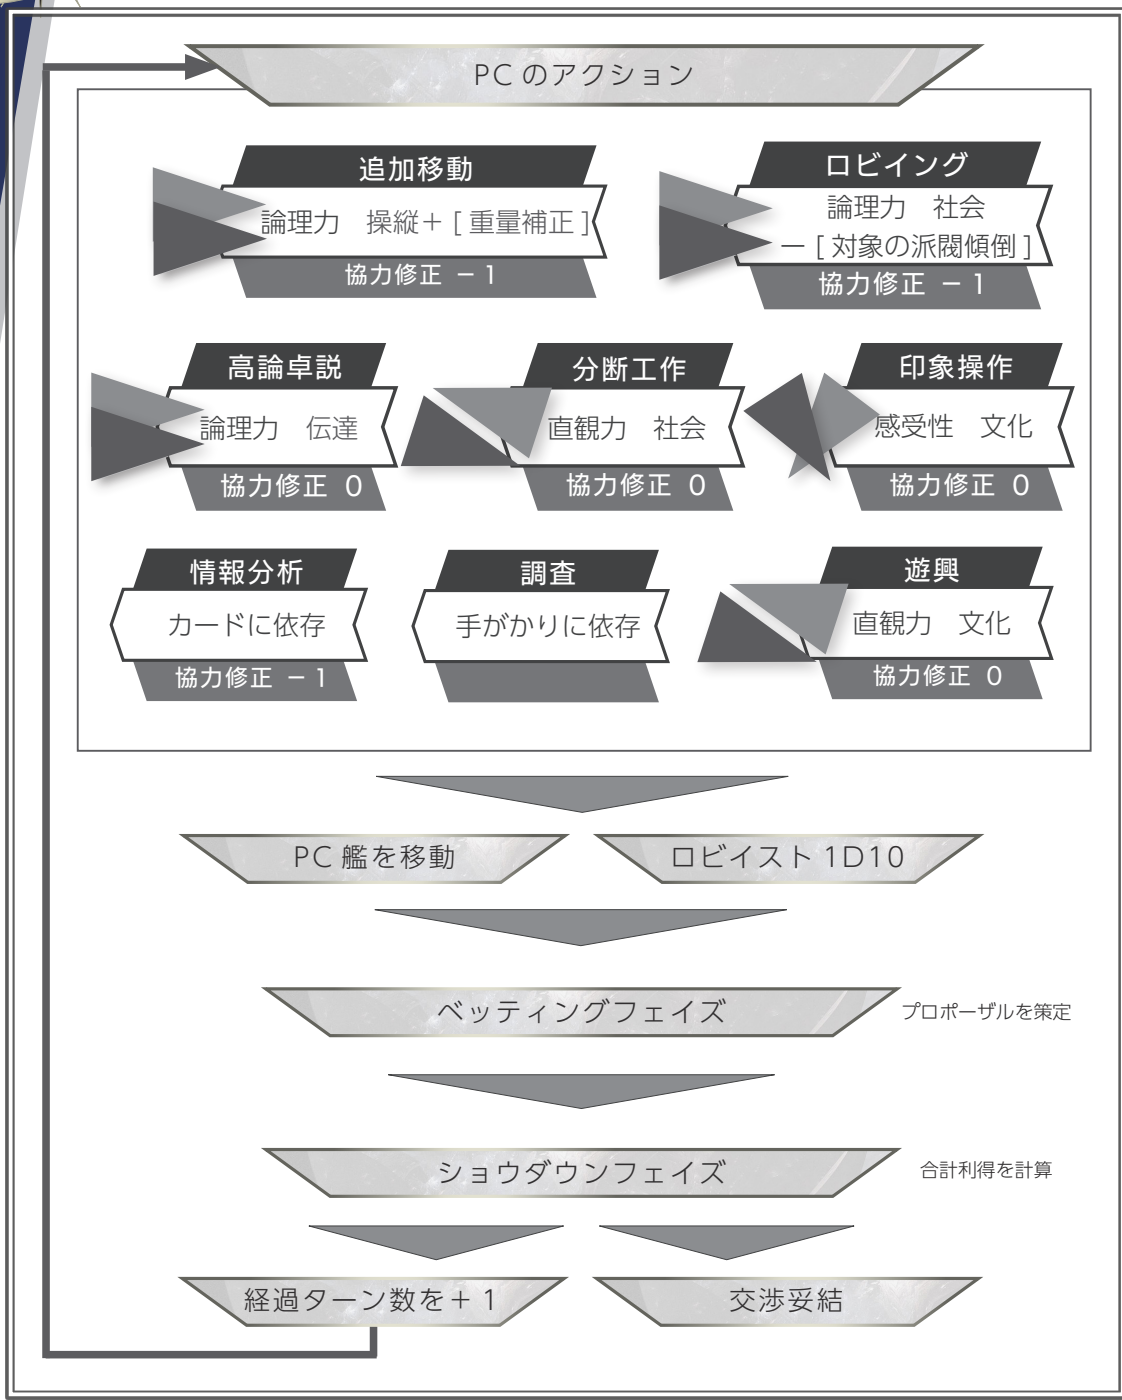 PC のアクション
追加移動
論理力　操縦＋ [ 重量補正 ]
協力修正 － 1
ロビイング
論理力　社会
－ [ 対象の派閥傾倒 ]
協力修正 － 1
高論卓説
論理力　伝達
協力修正 0
分断工作
直観力　社会
協力修正 0
印象操作
感受性　文化
協力修正 0
情報分析
カードに依存
協力修正 － 1
調査
手がかりに依存
遊興
直観力　文化
協力修正 0
PC 艦を移動
ロビイスト 1D10
ベッティングフェイズ
プロポーザルを策定
ショウダウンフェイズ
合計利得を計算
経過ターン数を＋ 1
交渉妥結